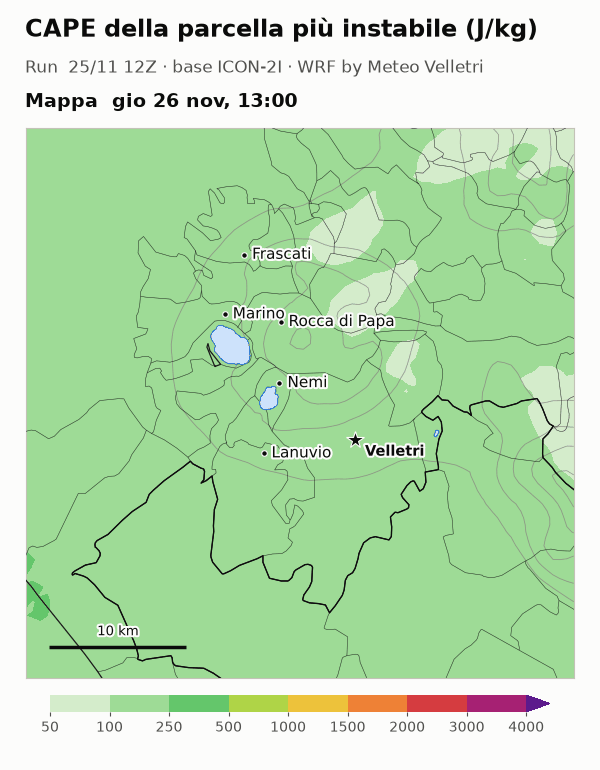 CAPE della parcella più instabile (J/kg)
Run  25/11 12Z · base ICON-2I · WRF by Meteo Velletri
Mappa  gio 26 nov, 13:00
Frascati
Marino
Rocca di Papa
Nemi
Velletri
Lanuvio
10 km
50 100 250 500 1000 1500 2000 3000 4000